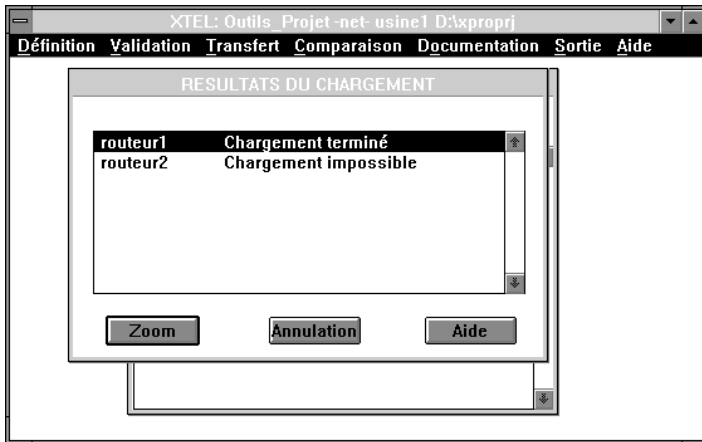 XTEL: Outils_Projet -net- usine1 D:\xproprj
Définition Validation Transfert Comparaison Documentation Sortie Aide
RESULTATS DU CHARGEMENT
routeur1 Chargement terminé
routeur2 Chargement impossible
Zoom Annulation Aide